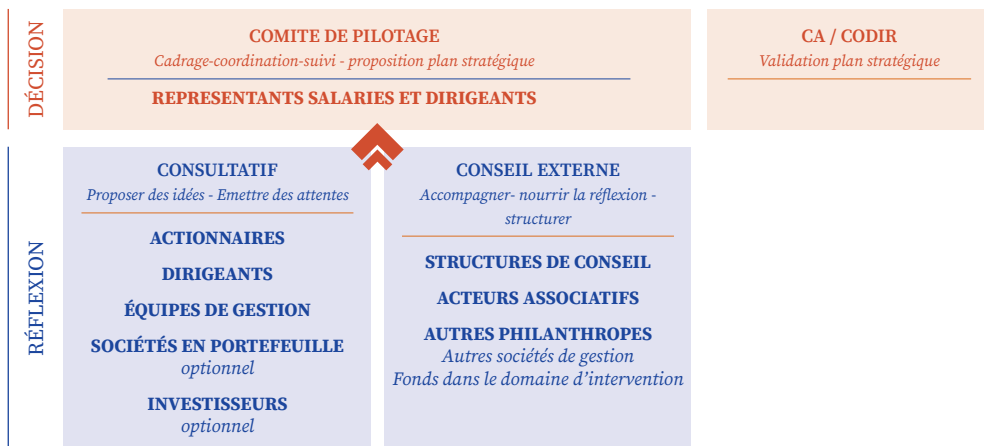 DÉCISION
COMITE DE PILOTAGE
Cadrage-coordination-suivi - proposition plan stratégique
REPRESENTANTS SALARIES ET DIRIGEANTS
CA / CODIR
Validation plan stratégique
RÉFLEXION
CONSULTATIF
Proposer des idées - Emettre des attentes
ACTIONNAIRES
DIRIGEANTS
ÉQUIPES DE GESTION
SOCIÉTÉS EN PORTEFEUILLE
optionnel
INVESTISSEURS
optionnel
CONSEIL EXTERNE
Accompagner- nourrir la réflexion -
structurer
STRUCTURES DE CONSEIL
ACTEURS ASSOCIATIFS
AUTRES PHILANTHROPES
Autres sociétés de gestion
Fonds dans le domaine d’intervention